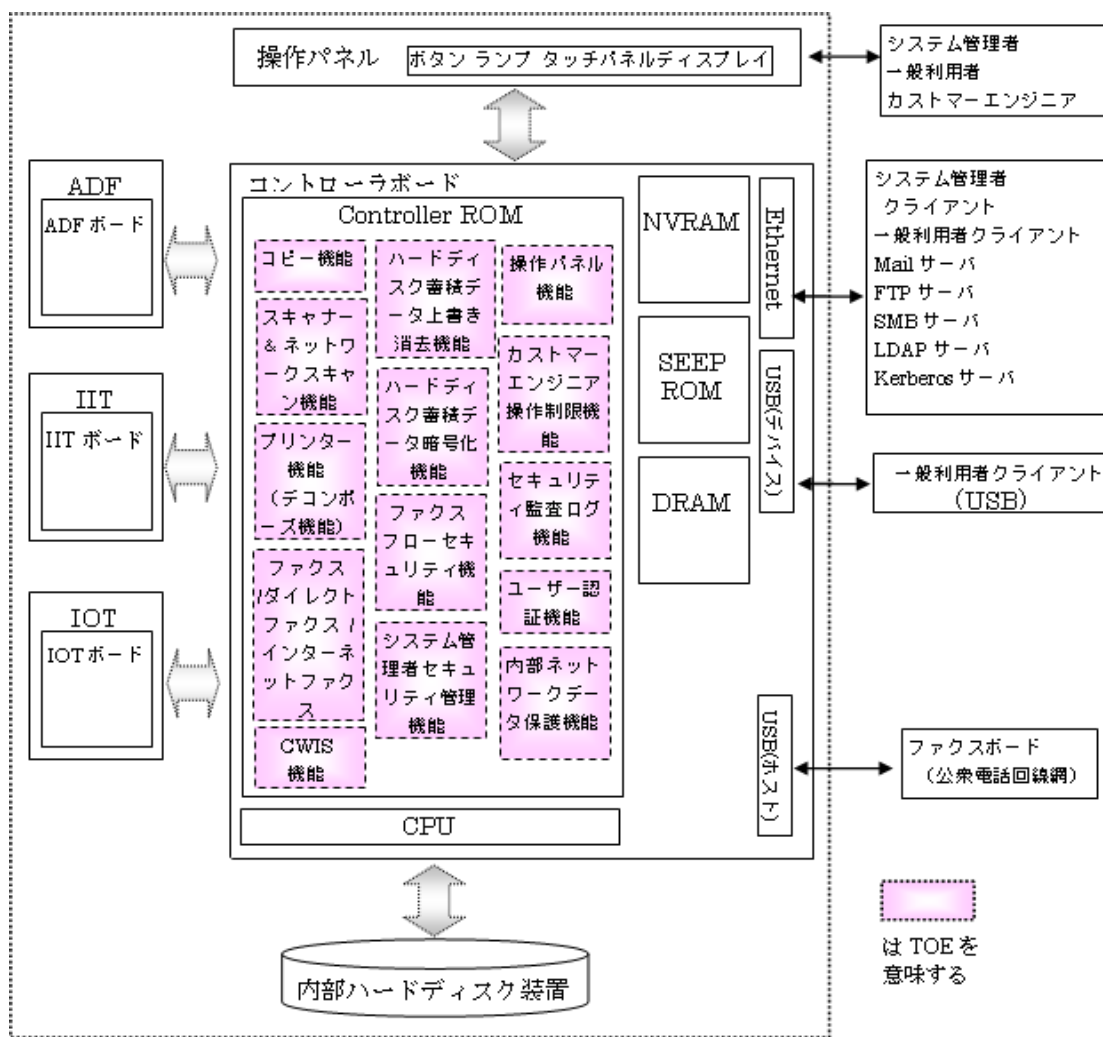 操作パネル
ボタン ランプ タッチパネルディスプレイ
システム管理者
一般利用者
カストマーエンジニア
ADF
ADF ボード
IIT
IIT ボード
IOT
IOTボード
コントローラボード
Controller ROM
コピー機能
スキャナー
& ネットワ
ークスキャ
ン機能
プリンター
機能
（デコンポ
ーズ機能）
ファクス
/ダイレクト
ファクス /
インターネ
ットファク
ス
CWIS
機能
ハードディ
スク蓄積デ
ータ上書き
消去機能
ハードディ
スク蓄積デ
ータ暗号化
機能
ファクス
フローセキ
ュリティ機
能
システム管
理者セキュ
リティ管理
機能
操作パネル
機能
カストマー
エンジニア
操作制限機
能
セキュリテ
ィ監査ログ
機能
ユーザー認
証機能
内部ネット
ワークデー
タ保護機能
CPU
NVRAM
SEEP
ROM
DRAM
Ethernet
USB(デバイス)
USB(ホスト)
システム管理者
クライアント
一般利用者クライアント
Mail サーバ
FTP サーバ
SMB サーバ
LDAP サーバ
Kerberos サーバ
一般利用者クライアント
(USB)
ファクスボード
（公衆電話回線網）
内部ハードディスク装置
は TOE を
意味する